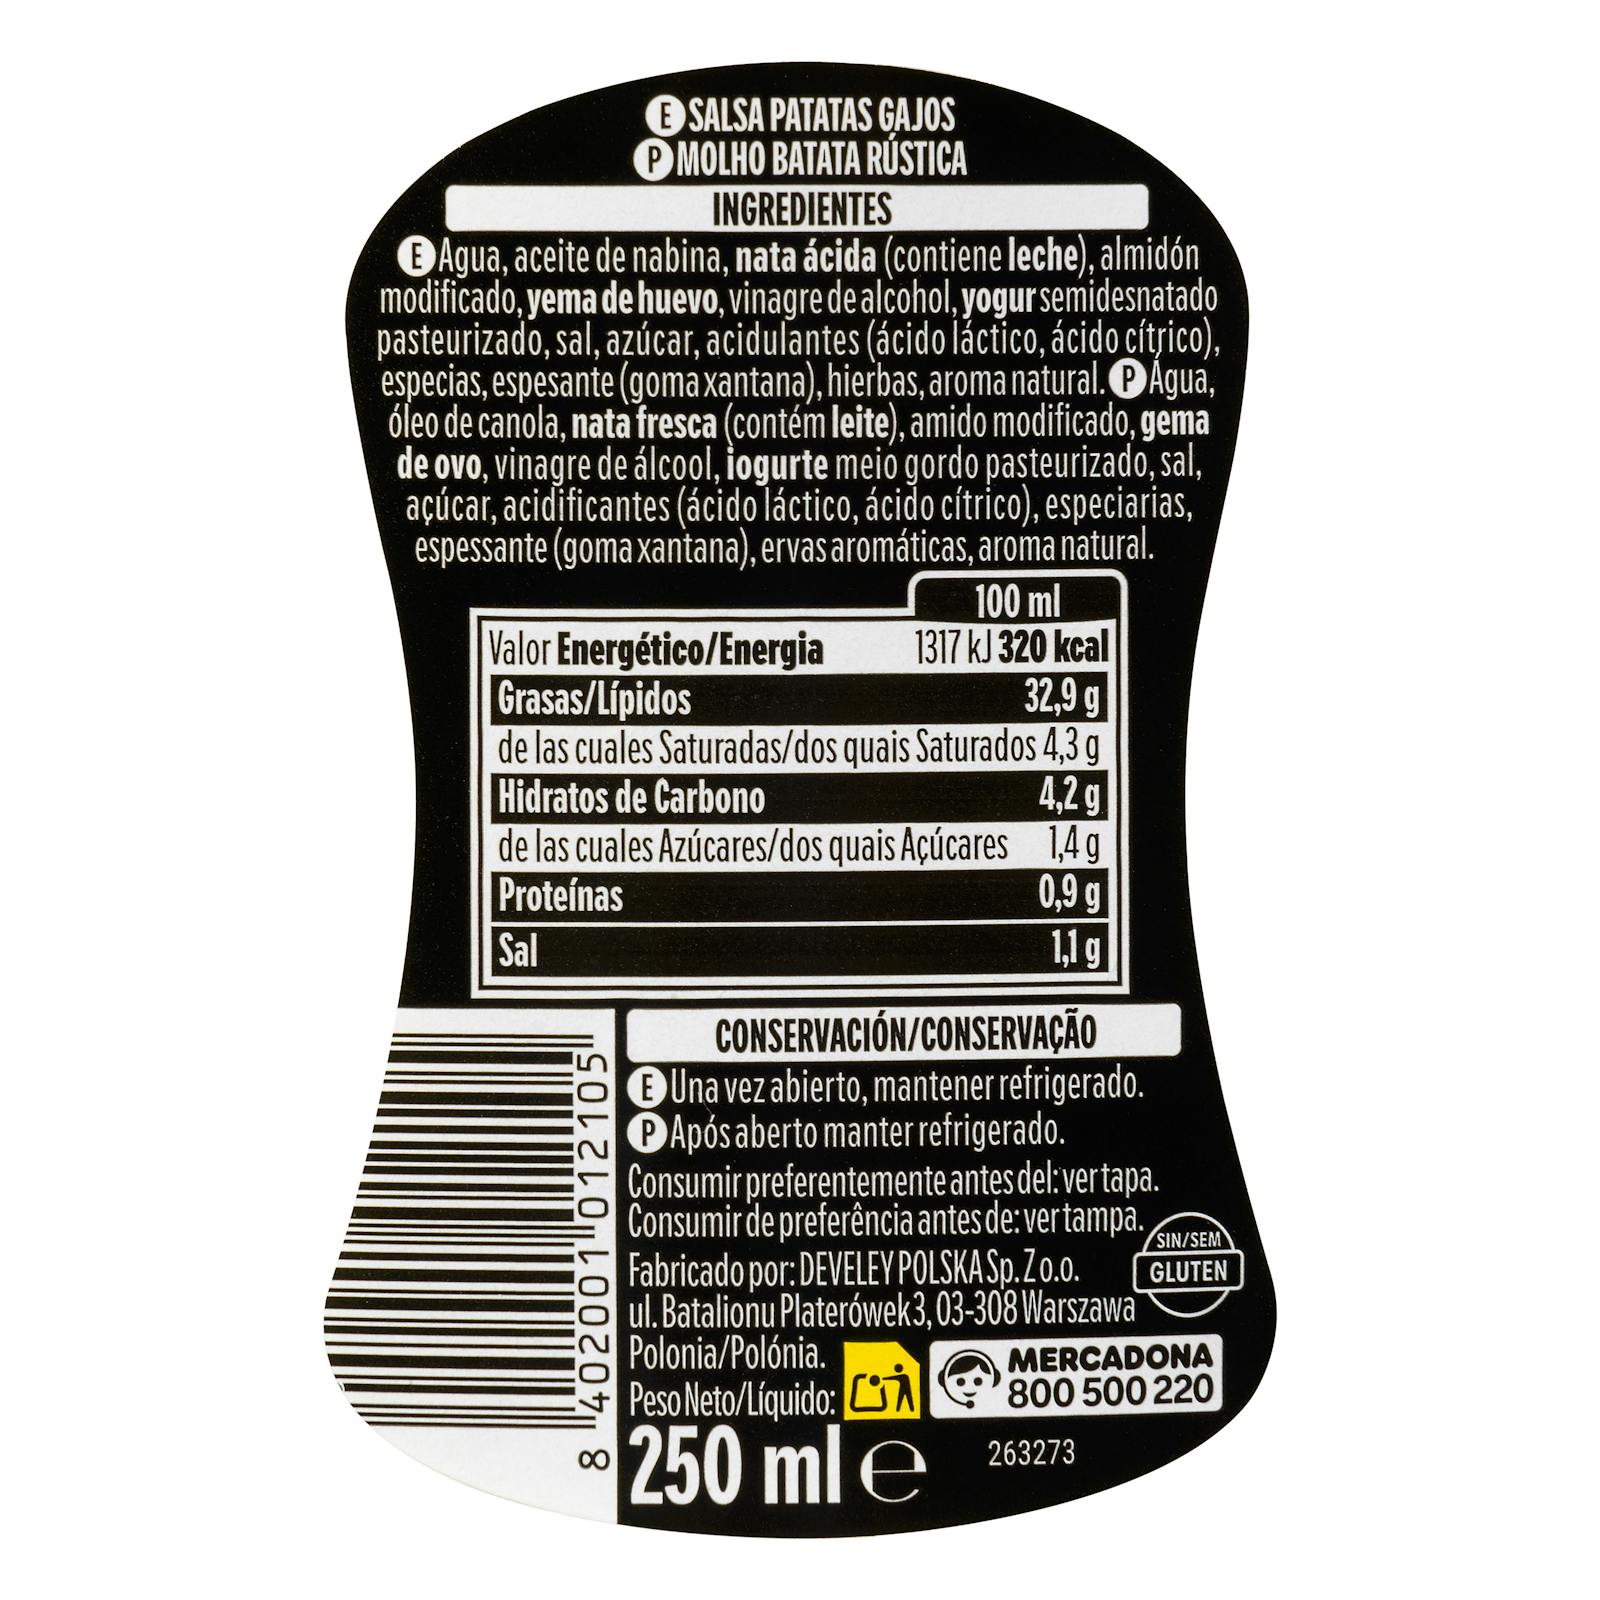 E SALSA PATATAS GAJOS
P MOLHO BATATA RÚSTICA
INGREDIENTES
E Agua, aceite de nabina, nata ácida (contiene leche), almidón
modificado, yema de huevo, vinagre de alcohol, yogur semidesnatado
pasteurizado, sal, azúcar, acidulantes (ácido láctico, ácido cítrico),
especias, espesante (goma xantana), hierbas, aroma natural. P Água,
óleo de canola, nata fresca (contém leite), amido modificado, gema
de ovo, vinagre de álcool, iogurte meio gordo pasteurizado, sal,
açúcar, acidificantes (ácido láctico, ácido cítrico), especiarias,
espessante (goma xantana), ervas aromáticas, aroma natural.
100 ml
Valor Energético/Energia 1317 kJ 320 kcal
Grasas/Lípidos 32,9 g
de las cuales Saturadas/dos quais Saturados 4,3 g
Hidratos de Carbono 4,2 g
de las cuales Azúcares/dos quais Açúcares 1,4 g
Proteínas 0,9 g
Sal 1,1 g
CONSERVACIÓN/CONSERVAÇÃO
E Una vez abierto, mantener refrigerado.
P Após aberto manter refrigerado.
Consumir preferentemente antes del: ver tapa.
Consumir de preferência antes de: ver tampa.
SIN/SEM
GLUTEN
Fabricado por: DEVELEY POLSKA Sp. Z o.o.
ul. Batalionu Platerówek 3, 03-308 Warszawa
Polonia/Polónia.
Peso Neto/Líquido:
250 ml e
MERCADONA
800 500 220
263273
8 402001 012105